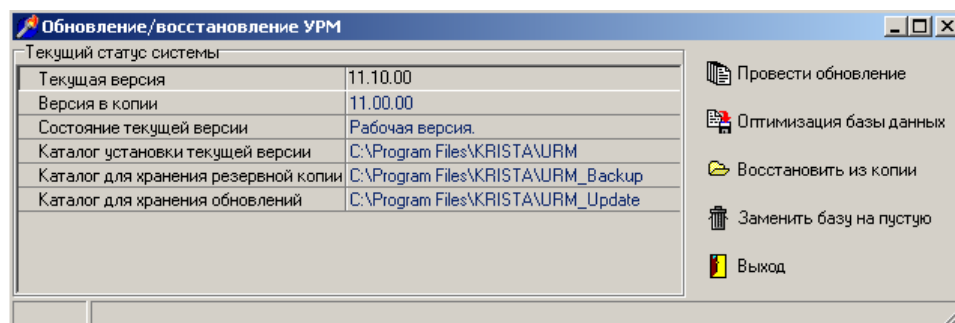 Обновление/восстановление УРМ
Текущий статус системы
Текущая версия 11.10.00
Версия в копии 11.00.00
Состояние текущей версии Рабочая версия.
Каталог установки текущей версии C:\Program Files\KRISTA\URM
Каталог для хранения резервной копии C:\Program Files\KRISTA\URM_Backup
Каталог для хранения обновлений C:\Program Files\KRISTA\URM_Update
Провести обновление
Оптимизация базы данных
Восстановить из копии
Заменить базу на пустую
Выход